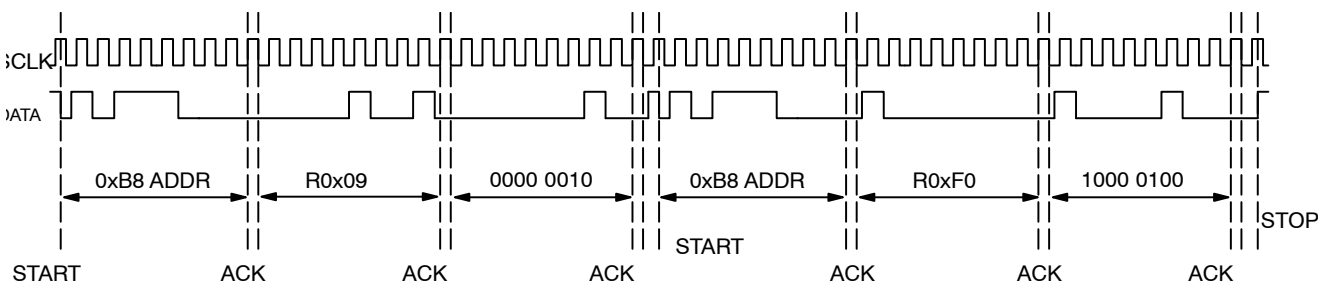 SCLK
DATA
0xB8 ADDR R0x09 0000 0010 0xB8 ADDR R0xF0 1000 0100
STOP
START
START ACK ACK ACK ACK ACK ACK